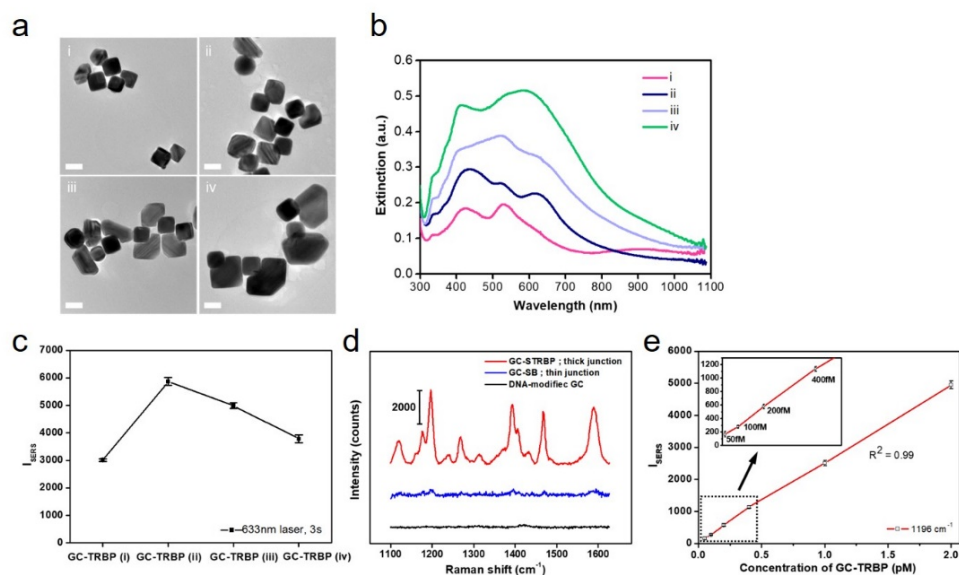 a
i
ii
iii
iv
b
Extinction (a.u.)
0.6
0.5
0.4
0.3
0.2
0.1
0.0
i
ii
iii
iv
300 400 500 600 700 800 900 1000 1100
Wavelength (nm)
c
I_SERS
7000
6000
5000
4000
3000
2000
1000
0
633nm laser, 3s
GC-TRBP (i) GC-TRBP (ii) GC-TRBP (iii) GC-TRBP (iv)
d
Intensity (counts)
GC-STRBP ; thick junction
GC-SB ; thin junction
DNA-modifiec GC
2000
1100 1200 1300 1400 1500 1600
Raman shift (cm⁻¹)
e
I_SERS
6000
5000
4000
3000
2000
1000
0
1200
1000
800
600
400
200
50fM
100fM
200fM
400fM
R² = 0.99
1196 cm⁻¹
0.0 0.5 1.0 1.5 2.0
Concentration of GC-TRBP (pM)